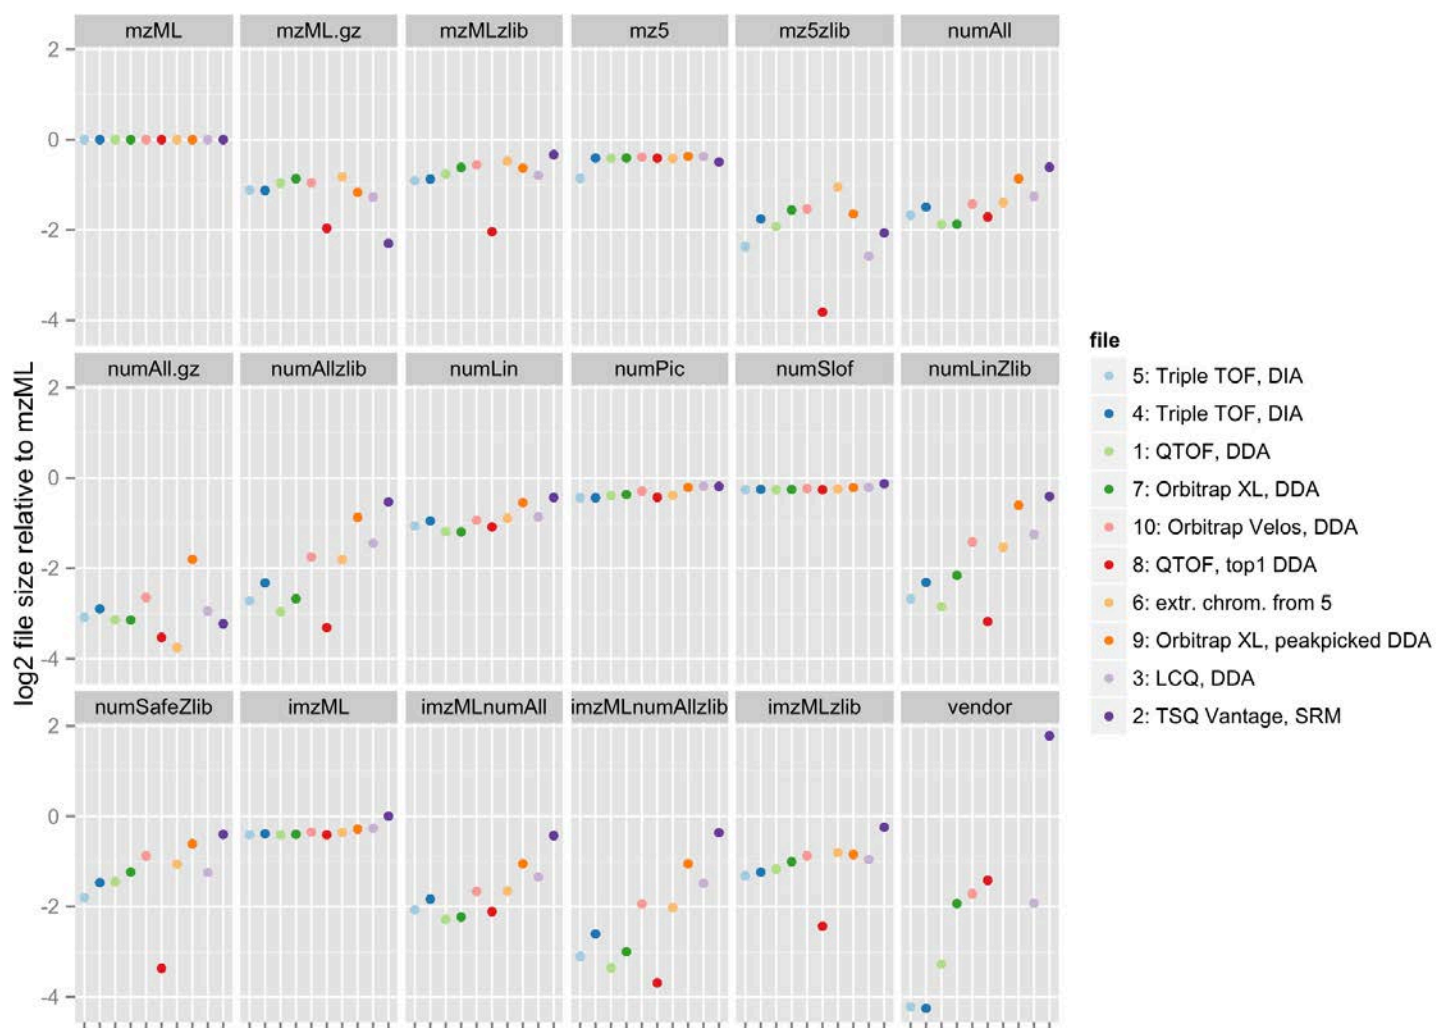 mzML mzML.gz mzMLzlib mz5 mz5zlib numAll
2
0
-2
-4
numAll.gz numAllzlib numLin numPic numSlof numLinZlib
2
0
-2
-4
numSafeZlib imzML imzMLnumAll imzMLnumAllzlib imzMLzlib vendor
2
0
-2
-4
log2 file size relative to mzML
file
5: Triple TOF, DIA
4: Triple TOF, DIA
1: QTOF, DDA
7: Orbitrap XL, DDA
10: Orbitrap Velos, DDA
8: QTOF, top1 DDA
6: extr. chrom. from 5
9: Orbitrap XL, peakpicked DDA
3: LCQ, DDA
2: TSQ Vantage, SRM